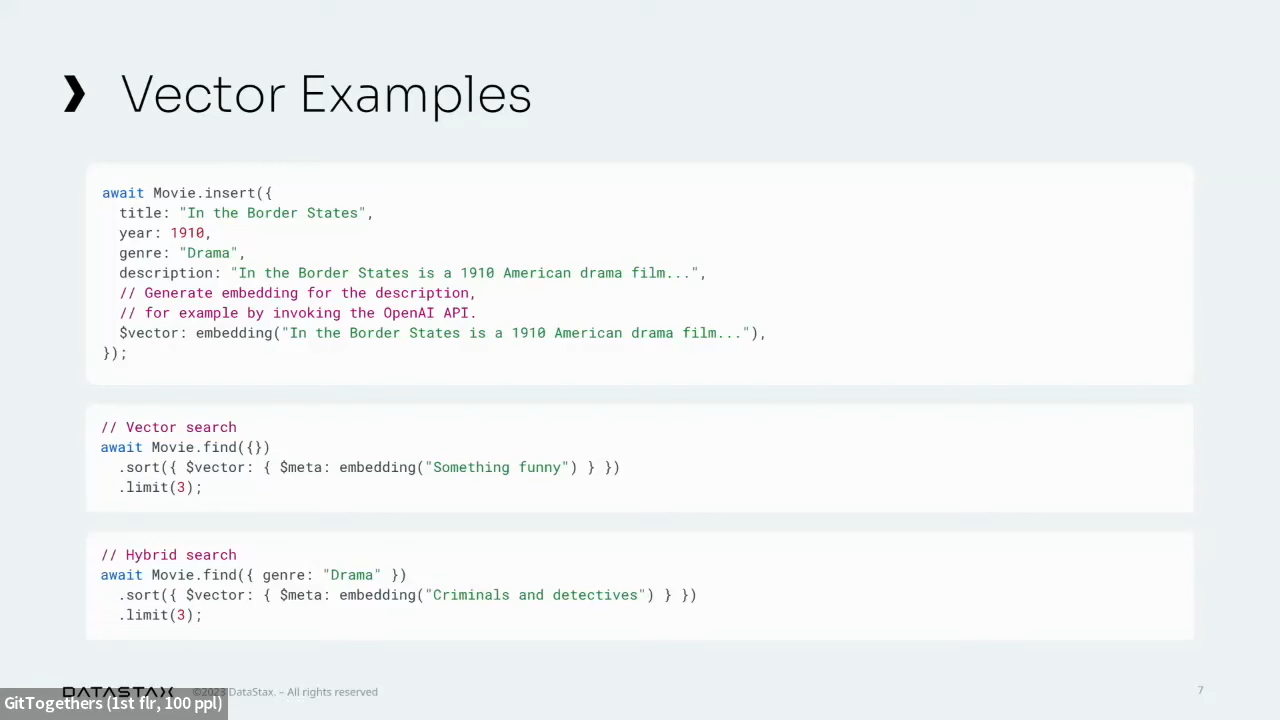 Vector Examples
await Movie.insert({
title: "In the Border States",
year: 1910,
genre: "Drama",
description: "In the Border States is a 1910 American drama film...",
// Generate embedding for the description,
// for example by invoking the OpenAI API.
$vector: embedding("In the Border States is a 1910 American drama film..."),
});
// Vector search
await Movie.find({})
.sort({ $vector: { $meta: embedding("Something funny") } })
.limit(3);
// Hybrid search
await Movie.find({ genre: "Drama" })
.sort({ $vector: { $meta: embedding("Criminals and detectives") } })
.limit(3);
DATASTAX ©2023 DataStax. – All rights reserved 7
GitTogethers (1st flr, 100 ppl)